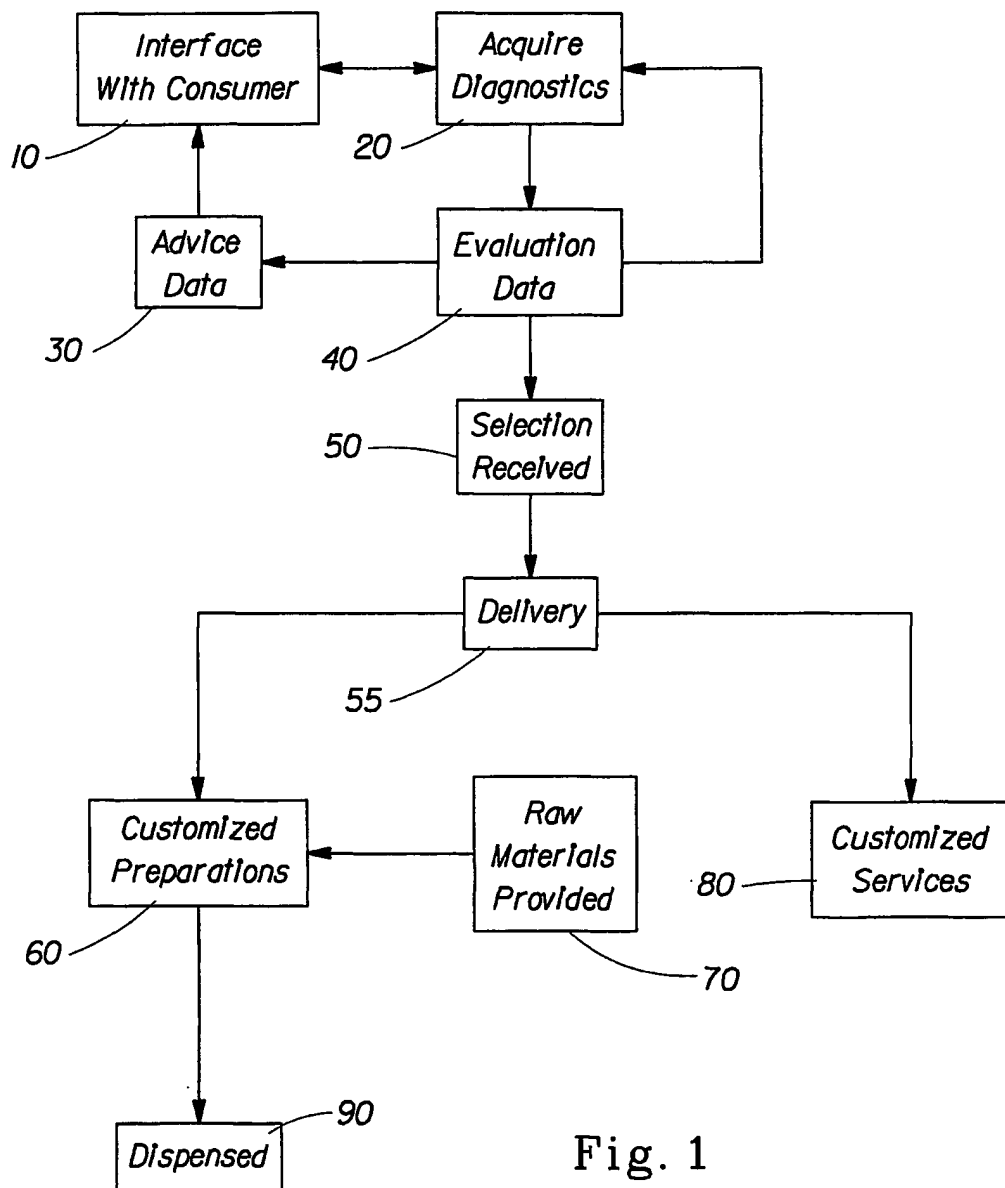 Interface
With Consumer
10
Acquire
Diagnostics
20
Advice
Data
30
Evaluation
Data
40
Selection
Received
50
Delivery
55
Customized
Preparations
60
Raw
Materials
Provided
70
Customized
Services
80
Dispensed
90
Fig. 1